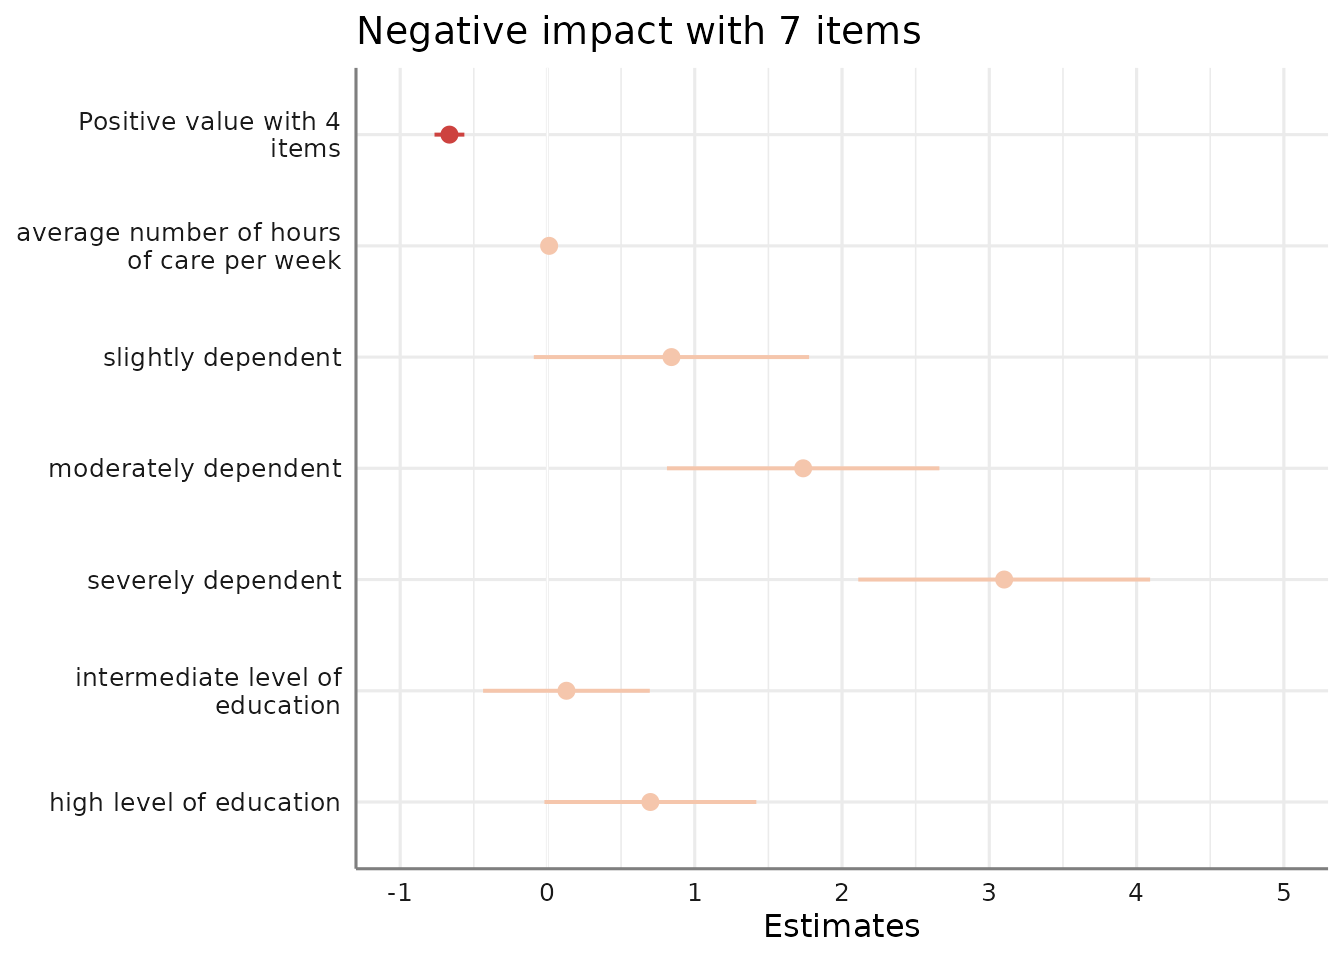 Negative impact with 7 items
Positive value with 4
items
average number of hours
of care per week
slightly dependent
moderately dependent
severely dependent
intermediate level of
education
high level of education
-1 0 1 2 3 4 5
Estimates